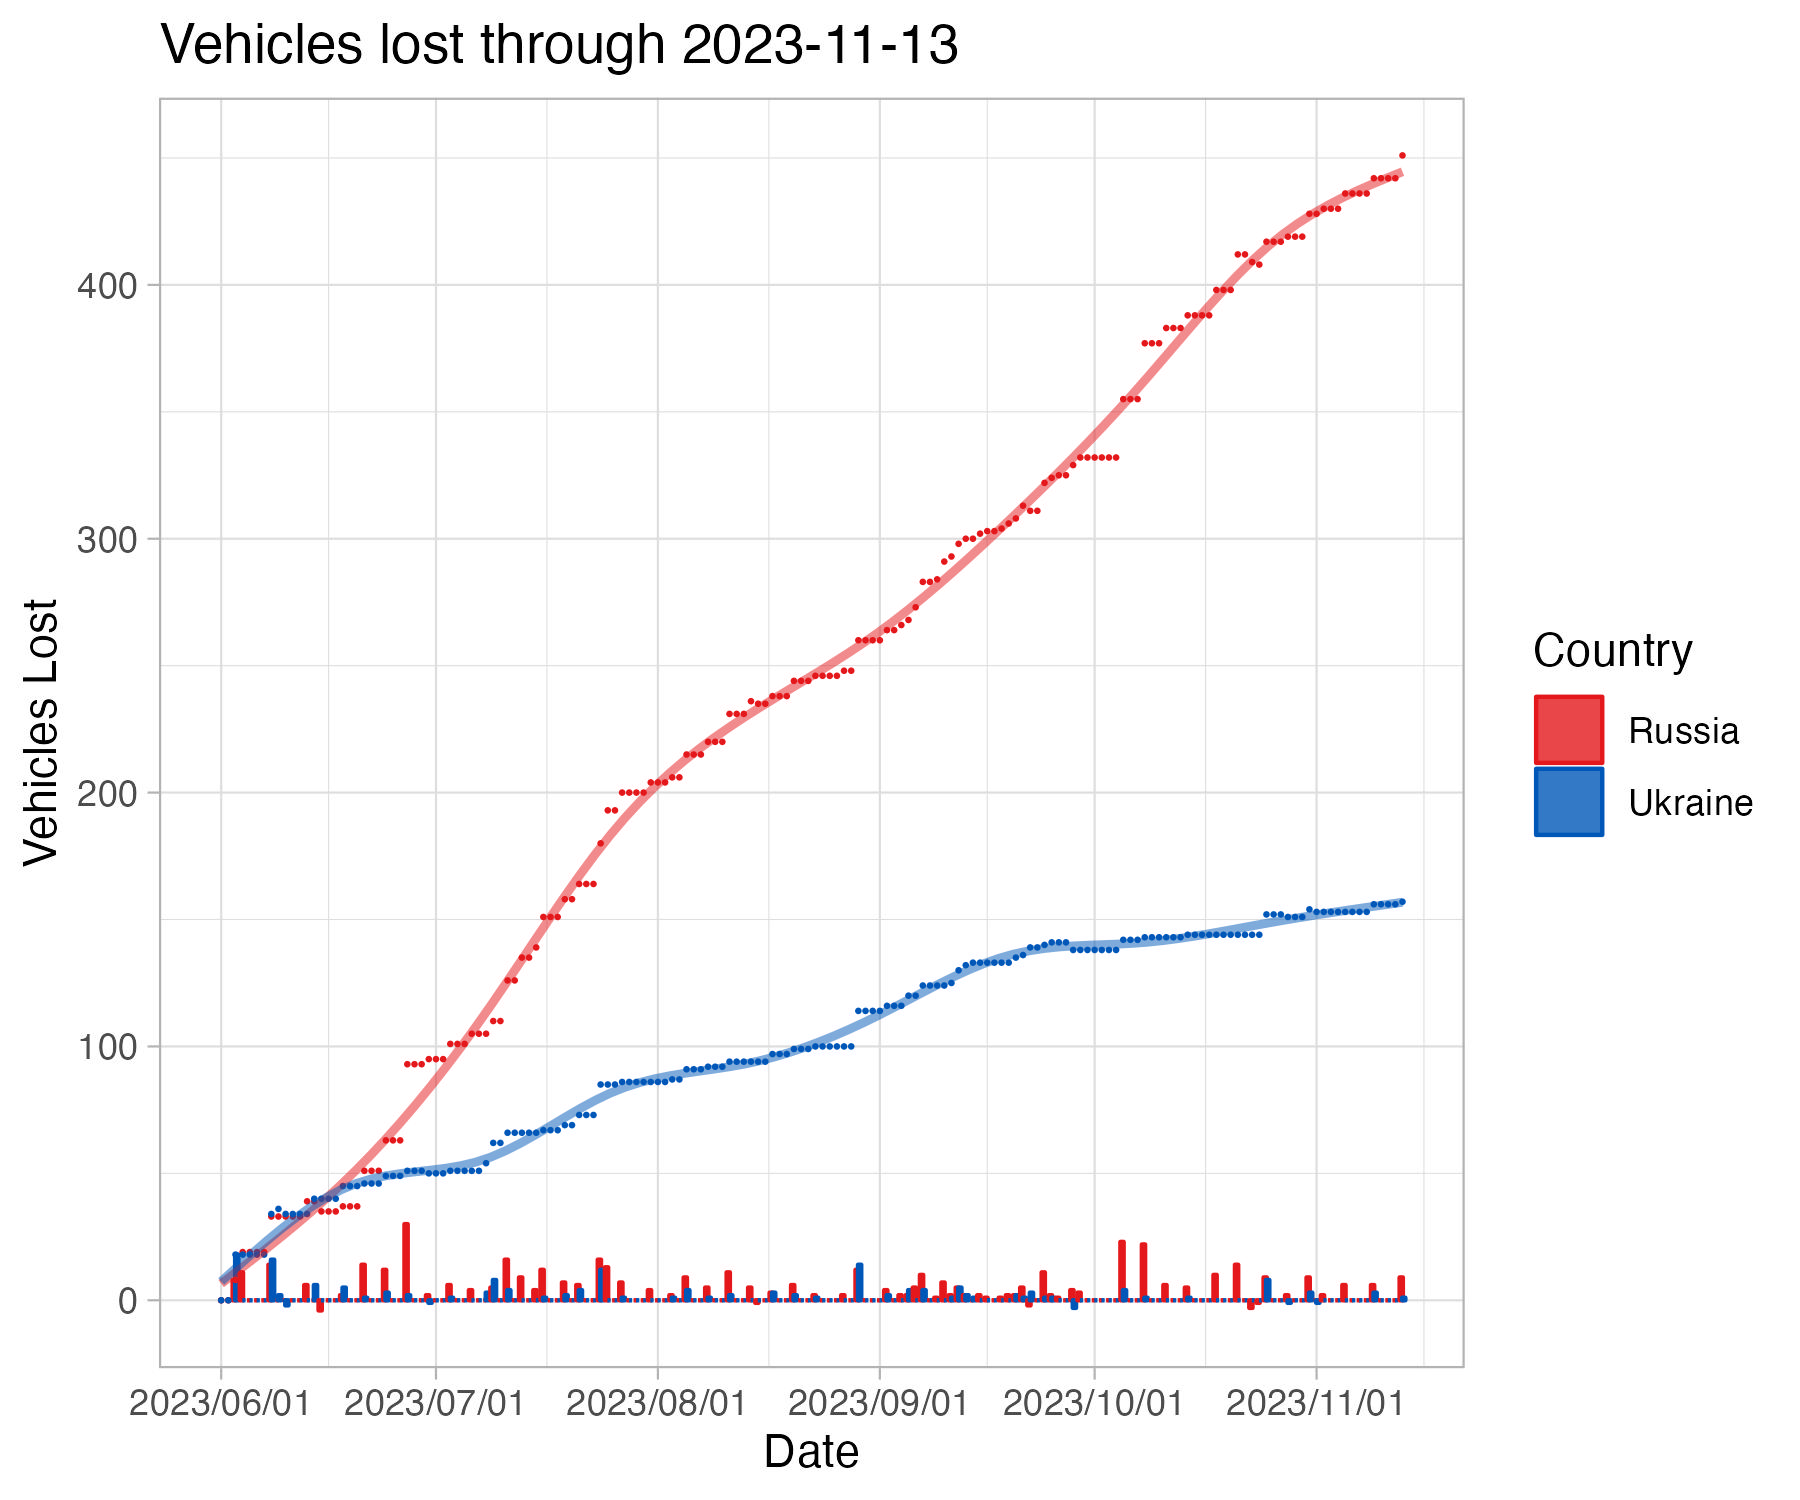 Vehicles lost through 2023-11-13
Vehicles Lost
400
300
200
100
0
2023/06/01 2023/07/01 2023/08/01 2023/09/01 2023/10/01 2023/11/01
Date
Country
Russia
Ukraine